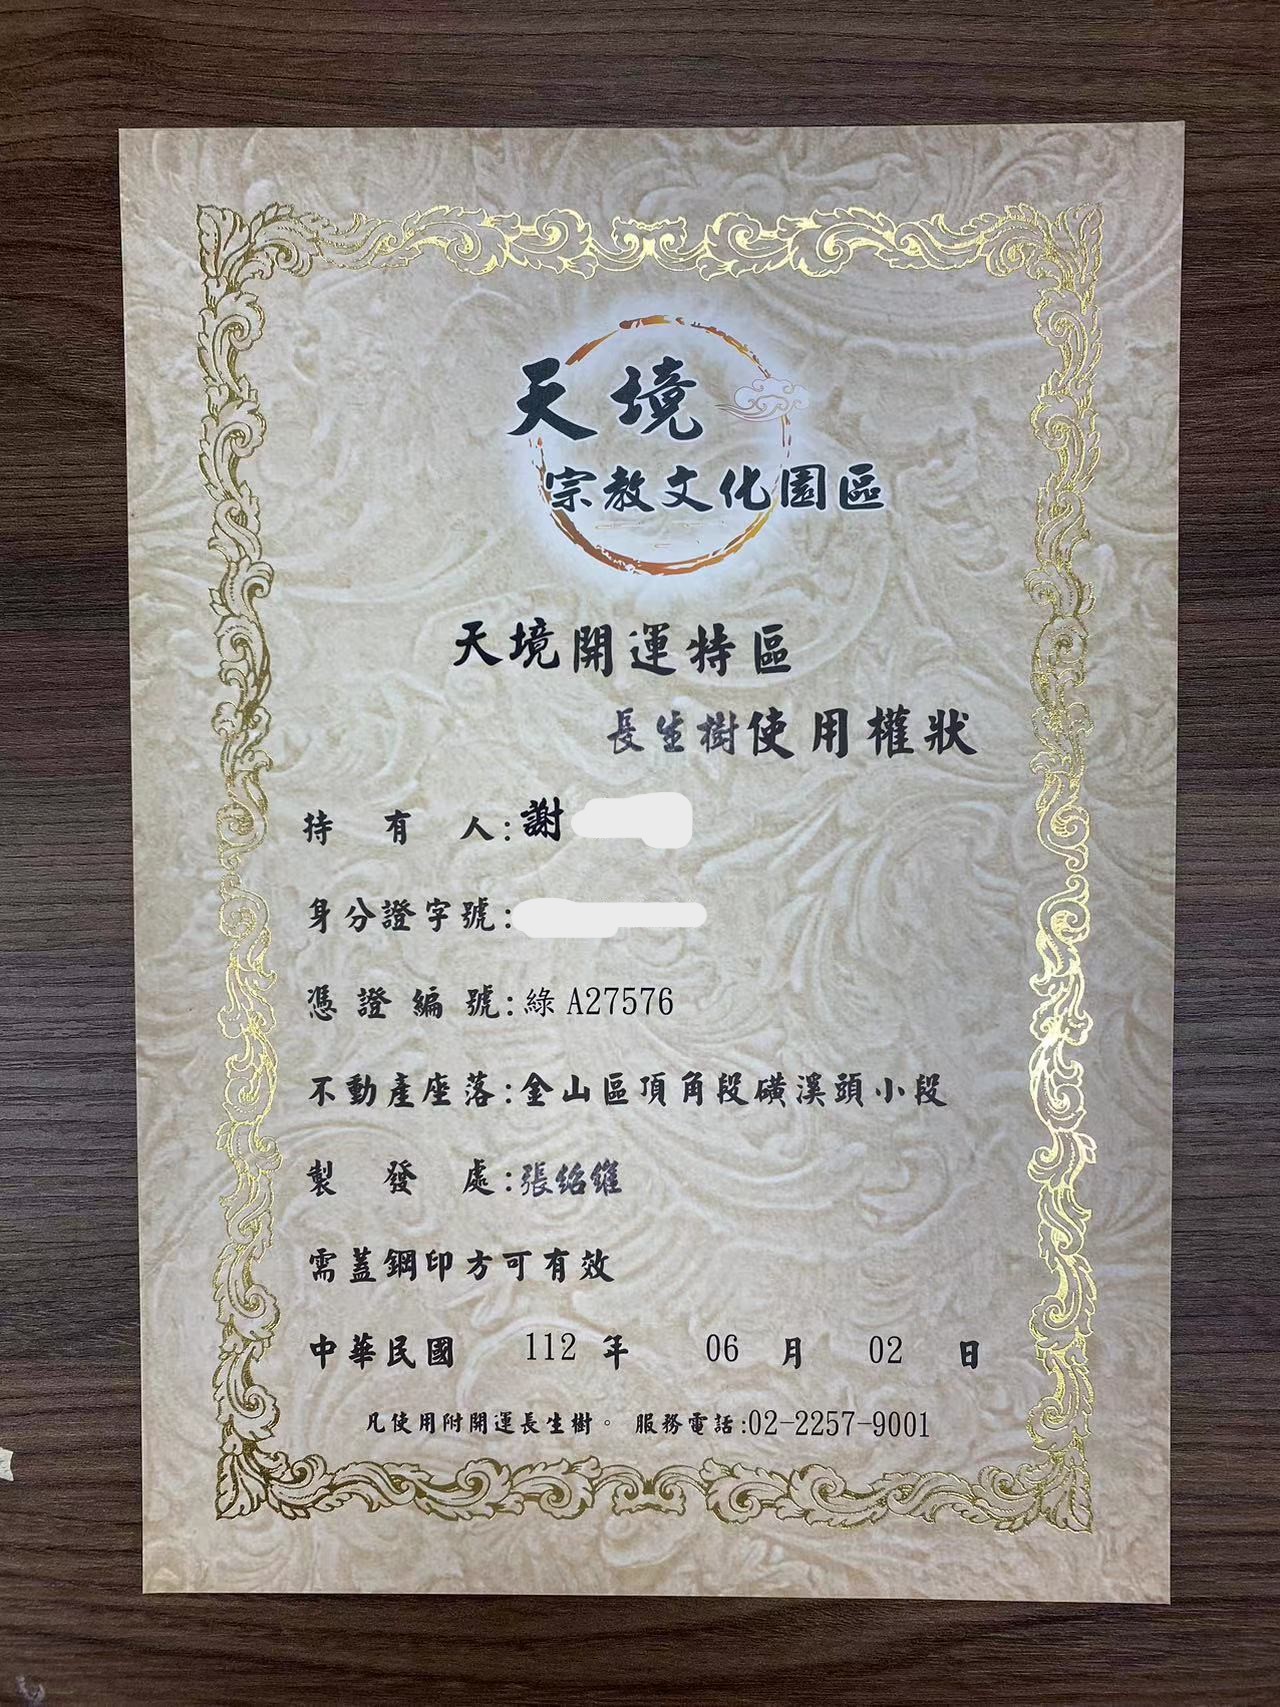 天境
宗教文化園區
天境開運特區
長生樹使用權狀
持有人:謝
身分證字號:
憑證編號:綠 A27576
不動產座落:金山區頂角段磺溪頭小段
製發處:張紹維
需蓋鋼印方可有效
中華民國 112 年 06 月 02 日
凡使用附開運長生樹。 服務電話:02-2257-9001